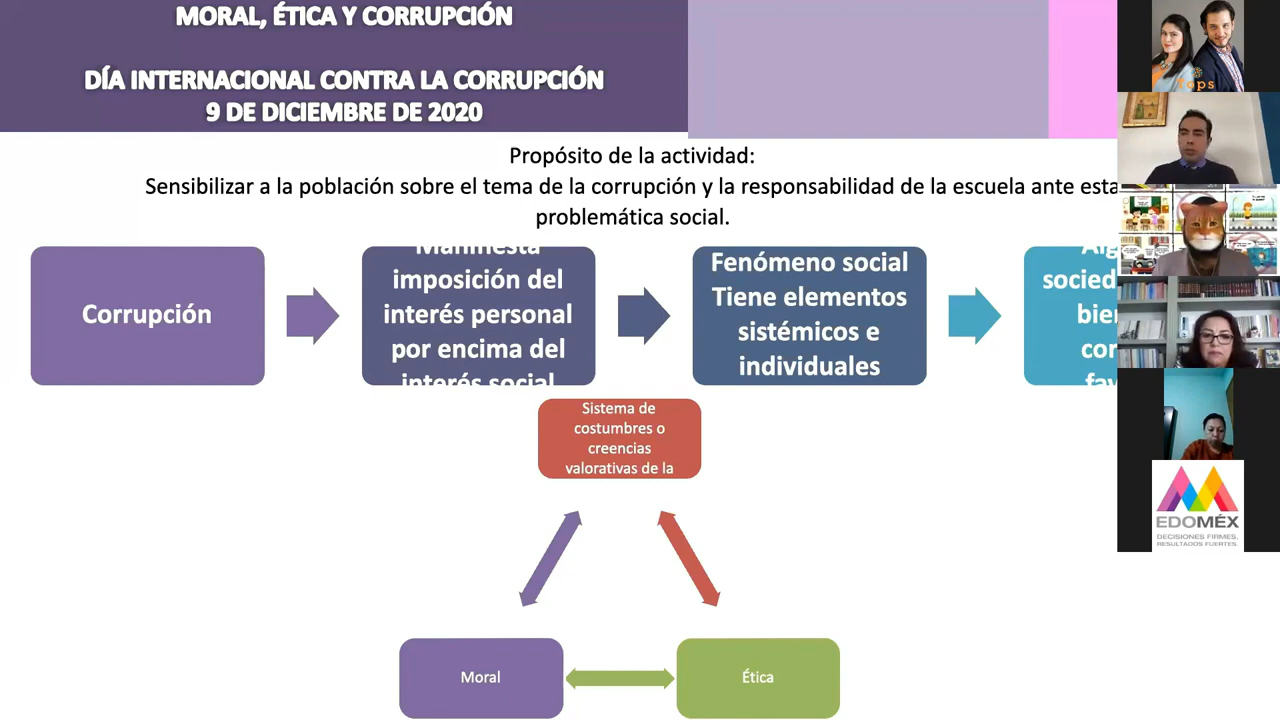 MORAL, ÉTICA Y CORRUPCIÓN
DÍA INTERNACIONAL CONTRA LA CORRUPCIÓN
9 DE DICIEMBRE DE 2020
Propósito de la actividad:
Sensibilizar a la población sobre el tema de la corrupción y la responsabilidad de la escuela ante esta
problemática social.
Corrupción
Manifiesta
imposición del
interés personal
por encima del
interés social
Fenómeno social
Tiene elementos
sistémicos e
individuales
Sistema de
costumbres o
creencias
valorativas de la
Moral
Ética
EDOMÉX
DECISIONES FIRMES,
RESULTADOS FUERTES.